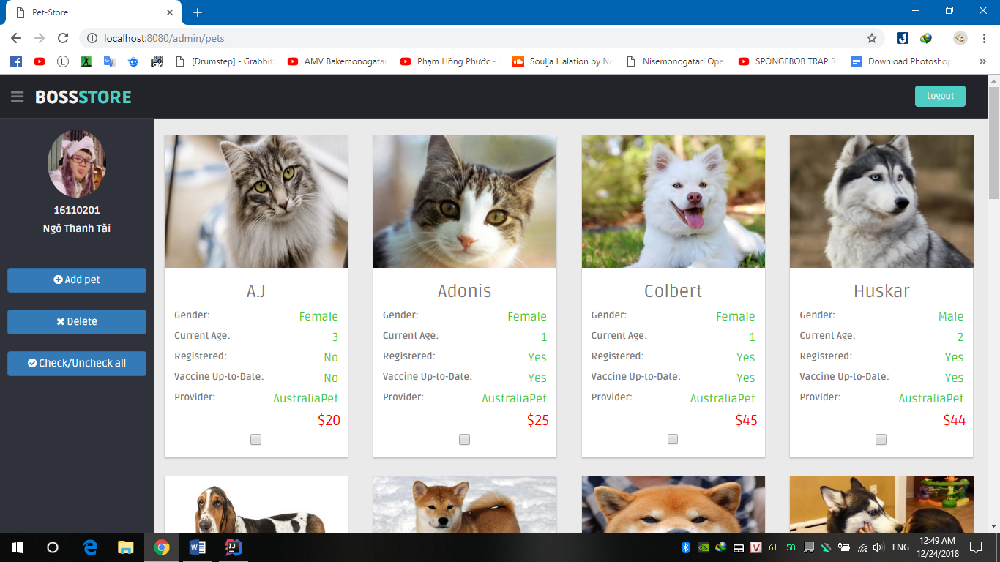 Pet-Store
localhost:8080/admin/pets
[Drumstep] - Grabbit
AMV Bakemonogatar
Phạm Hồng Phước -
Soulja Halation by No
Nisemonogatari Ope
SPONGEBOB TRAP RE
Download Photoshop
BOSSSTORE
Logout
16110201
Ngô Thanh Tài
Add pet
Delete
Check/Uncheck all
A.J
Gender: Female
Current Age: 3
Registered: No
Vaccine Up-to-Date: No
Provider: AustraliaPet
$20
Adonis
Gender: Female
Current Age: 1
Registered: Yes
Vaccine Up-to-Date: Yes
Provider: AustraliaPet
$25
Colbert
Gender: Female
Current Age: 1
Registered: Yes
Vaccine Up-to-Date: Yes
Provider: AustraliaPet
$45
Huskar
Gender: Male
Current Age: 2
Registered: Yes
Vaccine Up-to-Date: Yes
Provider: AustraliaPet
$44
61
58
ENG
12:49 AM
12/24/2018